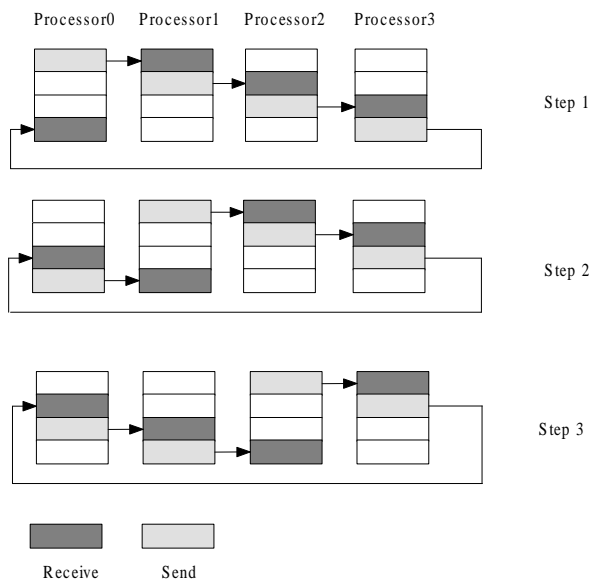 Processor0 Processor1 Processor2 Processor3
Step 1
Step 2
Step 3
Receive Send